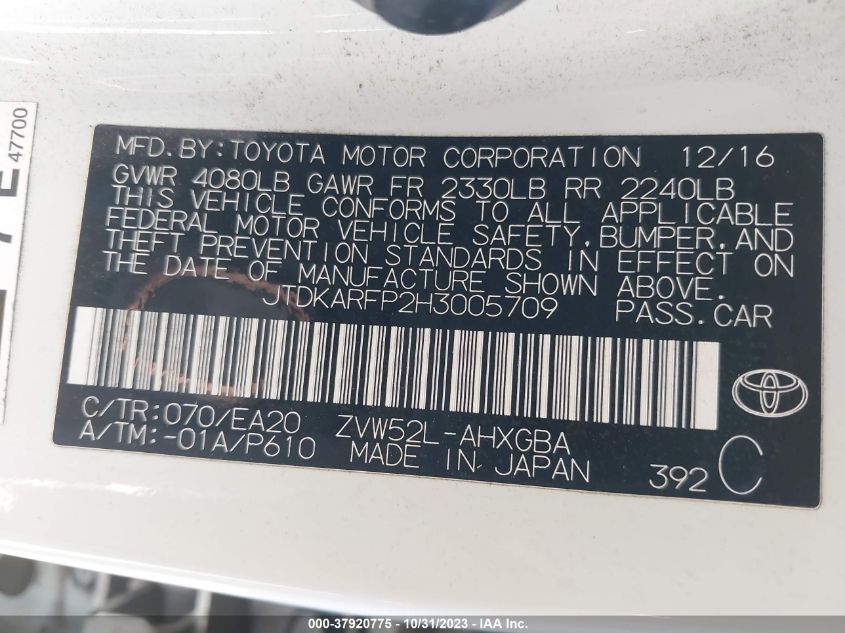 47700
MFD.BY:TOYOTA MOTOR CORPORATION 12/16
GVWR 4080LB GAWR FR 2330LB RR 2240LB
THIS VEHICLE CONFORMS TO ALL APPLICABLE
FEDERAL MOTOR VEHICLE SAFETY,BUMPER,AND
THEFT PREVENTION STANDARDS IN EFFECT ON
THE DATE OF MANUFACTURE SHOWN ABOVE.
JTDKARFP2H3005709 PASS.CAR
C/TR:070/EA20 ZVW52L-AHXGBA
A/TM:-01A/P610 MADE IN JAPAN 392 C
000-37920775 - 10/31/2023 - IAA Inc.